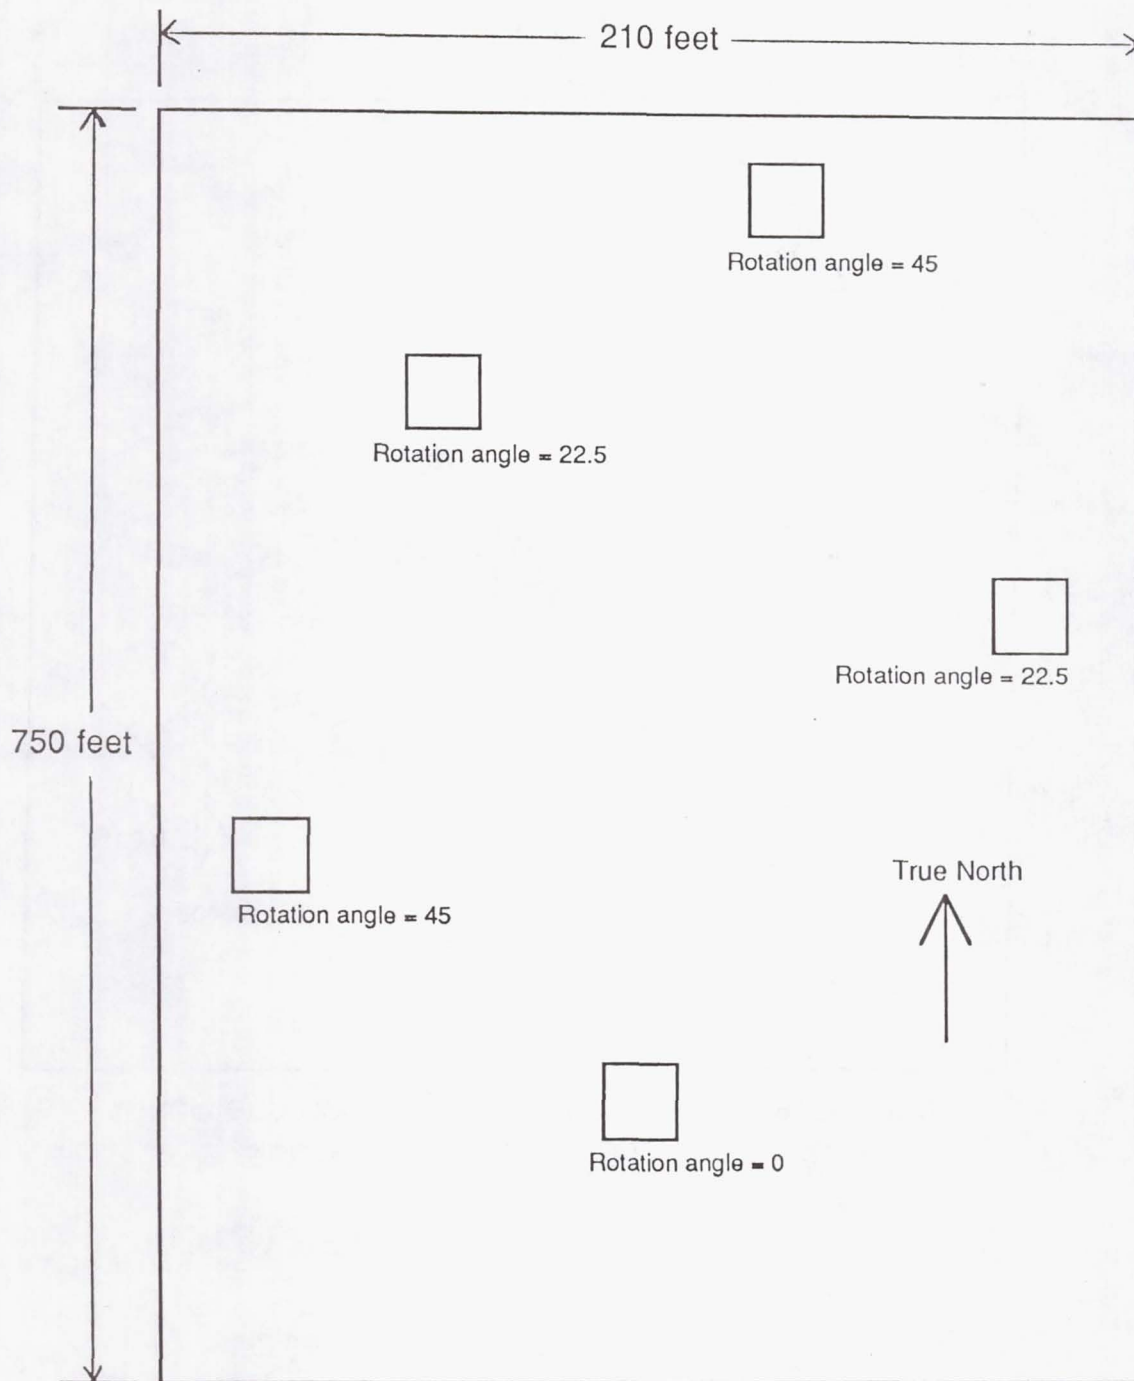 210 feet
Rotation angle = 45
Rotation angle = 22.5
Rotation angle = 22.5
750 feet
True North
Rotation angle = 45
Rotation angle = 0